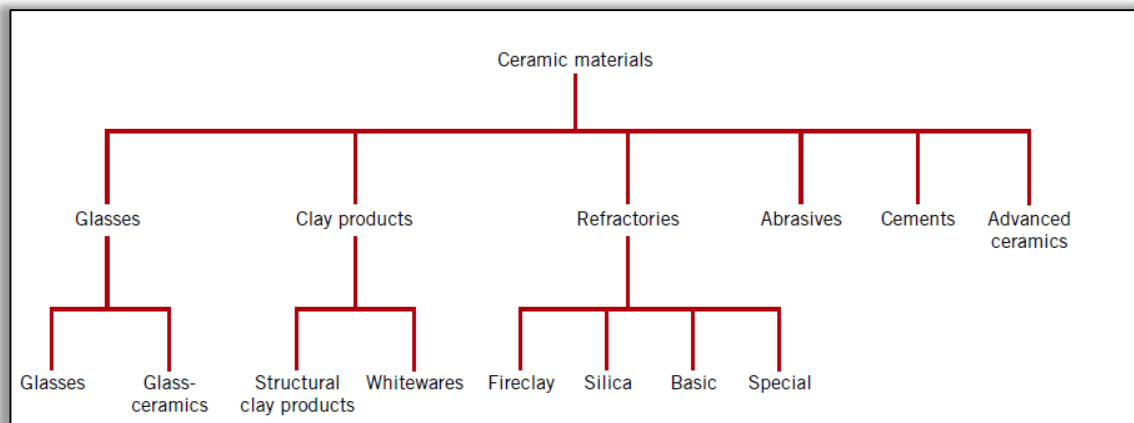 Ceramic materials
Glasses
Clay products
Refractories
Abrasives
Cements
Advanced
ceramics
Glasses
Glass-
ceramics
Structural
clay products
Whitewares
Fireclay
Silica
Basic
Special